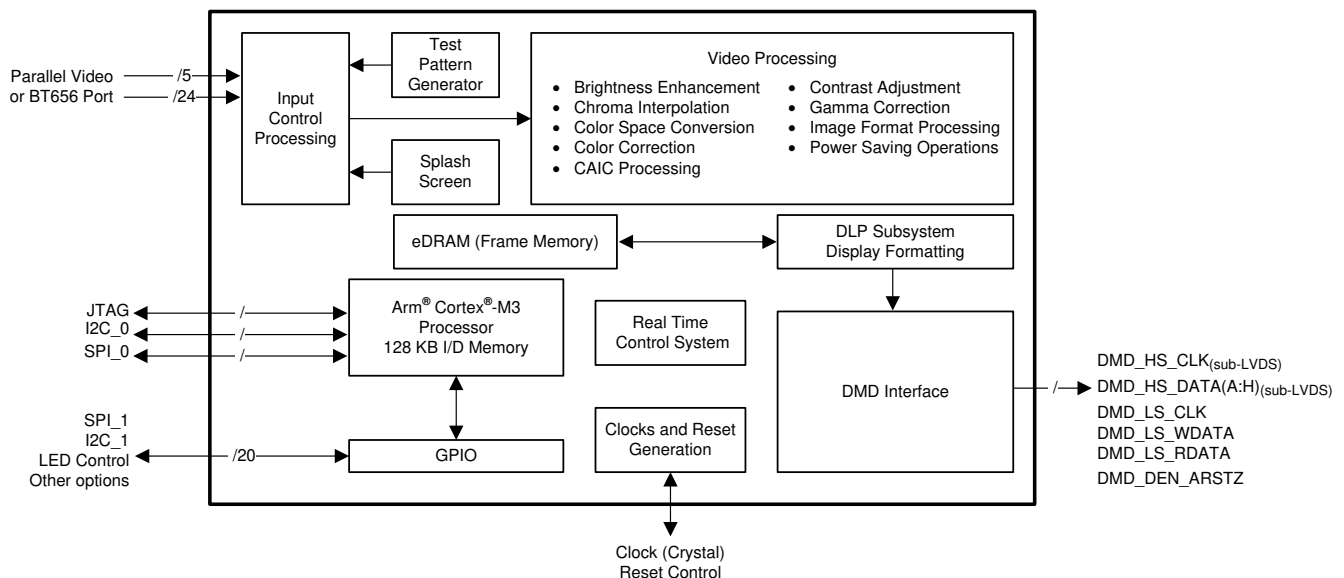 Parallel Video
or BT656 Port
/5
/24
Input
Control
Processing
Test
Pattern
Generator
Splash
Screen
Video Processing
• Brightness Enhancement
• Chroma Interpolation
• Color Space Conversion
• Color Correction
• CAIC Processing
• Contrast Adjustment
• Gamma Correction
• Image Format Processing
• Power Saving Operations
eDRAM (Frame Memory)
DLP Subsystem
Display Formatting
JTAG
I2C_0
SPI_0
/
/
/
Arm® Cortex®-M3
Processor
128 KB I/D Memory
Real Time
Control System
DMD Interface
/
DMD_HS_CLK(sub-LVDS)
DMD_HS_DATA(A:H)(sub-LVDS)
DMD_LS_CLK
DMD_LS_WDATA
DMD_LS_RDATA
DMD_DEN_ARSTZ
SPI_1
I2C_1
LED Control
Other options
/20
GPIO
Clocks and Reset
Generation
Clock (Crystal)
Reset Control